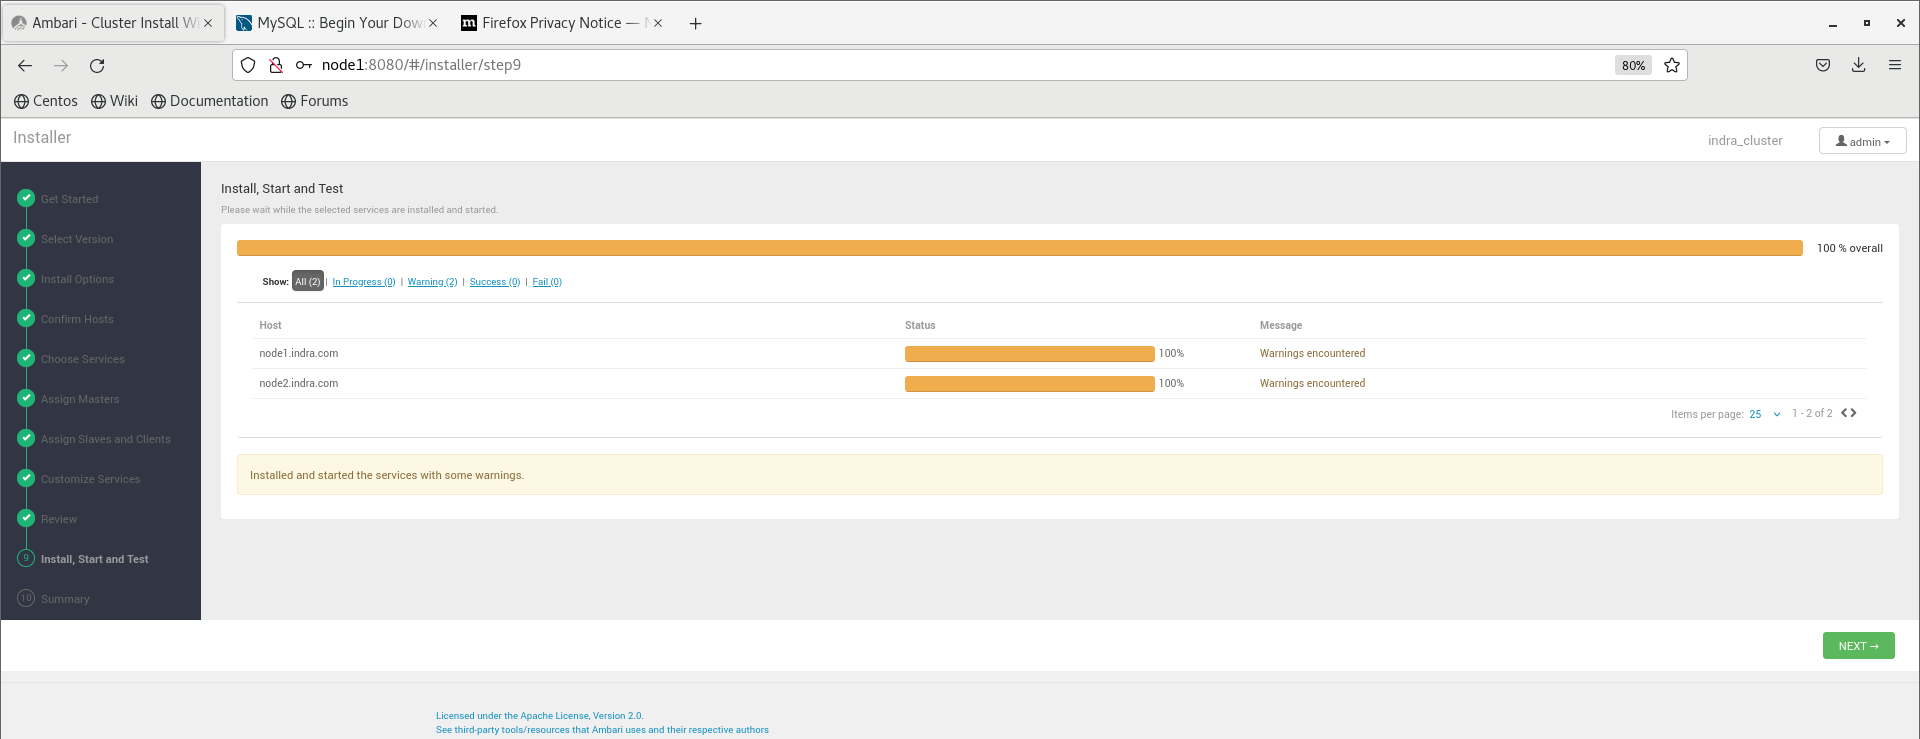 Ambari - Cluster Install W
MySQL :: Begin Your Dow
Firefox Privacy Notice —
node1:8080/#/installer/step9
80%
Centos Wiki Documentation Forums
Installer
indra_cluster
admin
Get Started
Select Version
Install Options
Confirm Hosts
Choose Services
Assign Masters
Assign Slaves and Clients
Customize Services
Review
9 Install, Start and Test
10 Summary
Install, Start and Test
Please wait while the selected services are installed and started.
100 % overall
Show: All (2) | In Progress (0) | Warning (2) | Success (0) | Fail (0)
Host Status Message
node1.indra.com 100% Warnings encountered
node2.indra.com 100% Warnings encountered
Items per page: 25 1 - 2 of 2
Installed and started the services with some warnings.
NEXT →
Licensed under the Apache License, Version 2.0.
See third-party tools/resources that Ambari uses and their respective authors